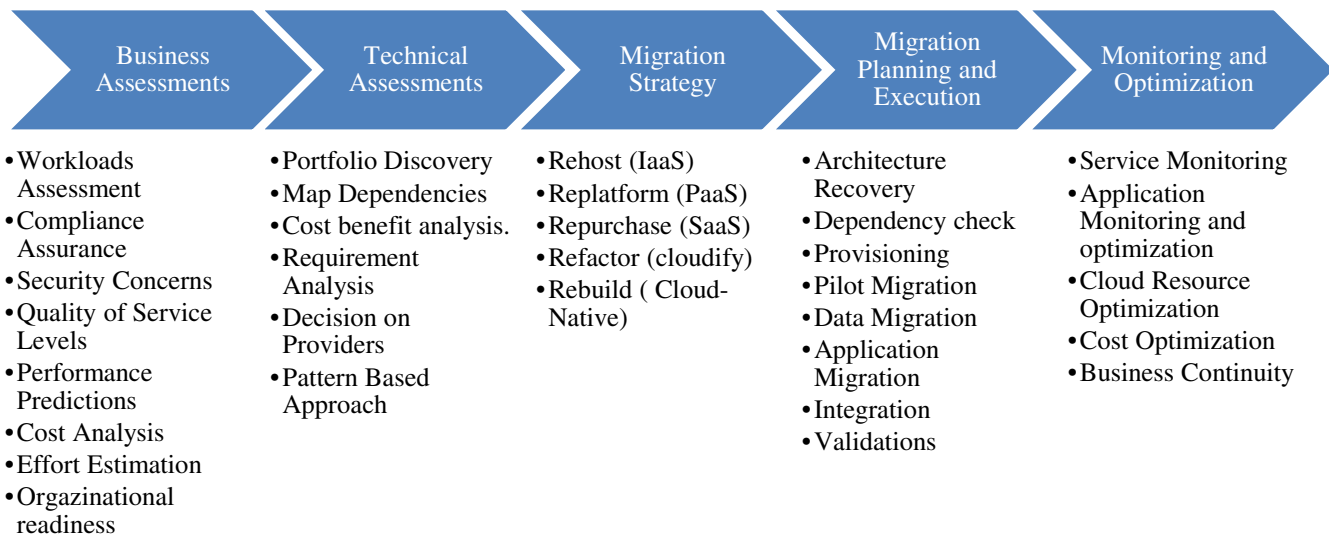 Business
Assessments
Technical
Assessments
Migration
Strategy
Migration
Planning and
Execution
Monitoring and
Optimization
•Workloads
Assessment
•Compliance
Assurance
•Security Concerns
•Quality of Service
Levels
•Performance
Predictions
•Cost Analysis
•Effort Estimation
•Orgazinational
readiness
•Portfolio Discovery
•Map Dependencies
•Cost benefit analysis.
•Requirement
Analysis
•Decision on
Providers
•Pattern Based
Approach
•Rehost (IaaS)
•Replatform (PaaS)
•Repurchase (SaaS)
•Refactor (cloudify)
•Rebuild ( Cloud-
Native)
•Architecture
Recovery
•Dependency check
•Provisioning
•Pilot Migration
•Data Migration
•Application
Migration
•Integration
•Validations
•Service Monitoring
•Application
Monitoring and
optimization
•Cloud Resource
Optimization
•Cost Optimization
•Business Continuity